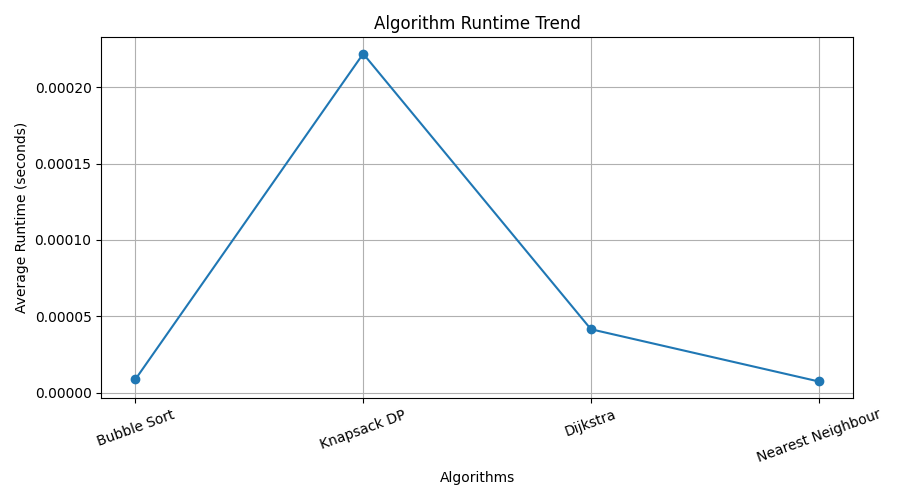 Algorithm Runtime Trend
Average Runtime (seconds)
0.00020
0.00015
0.00010
0.00005
0.00000
Bubble Sort
Knapsack DP
Dijkstra
Nearest Neighbour
Algorithms